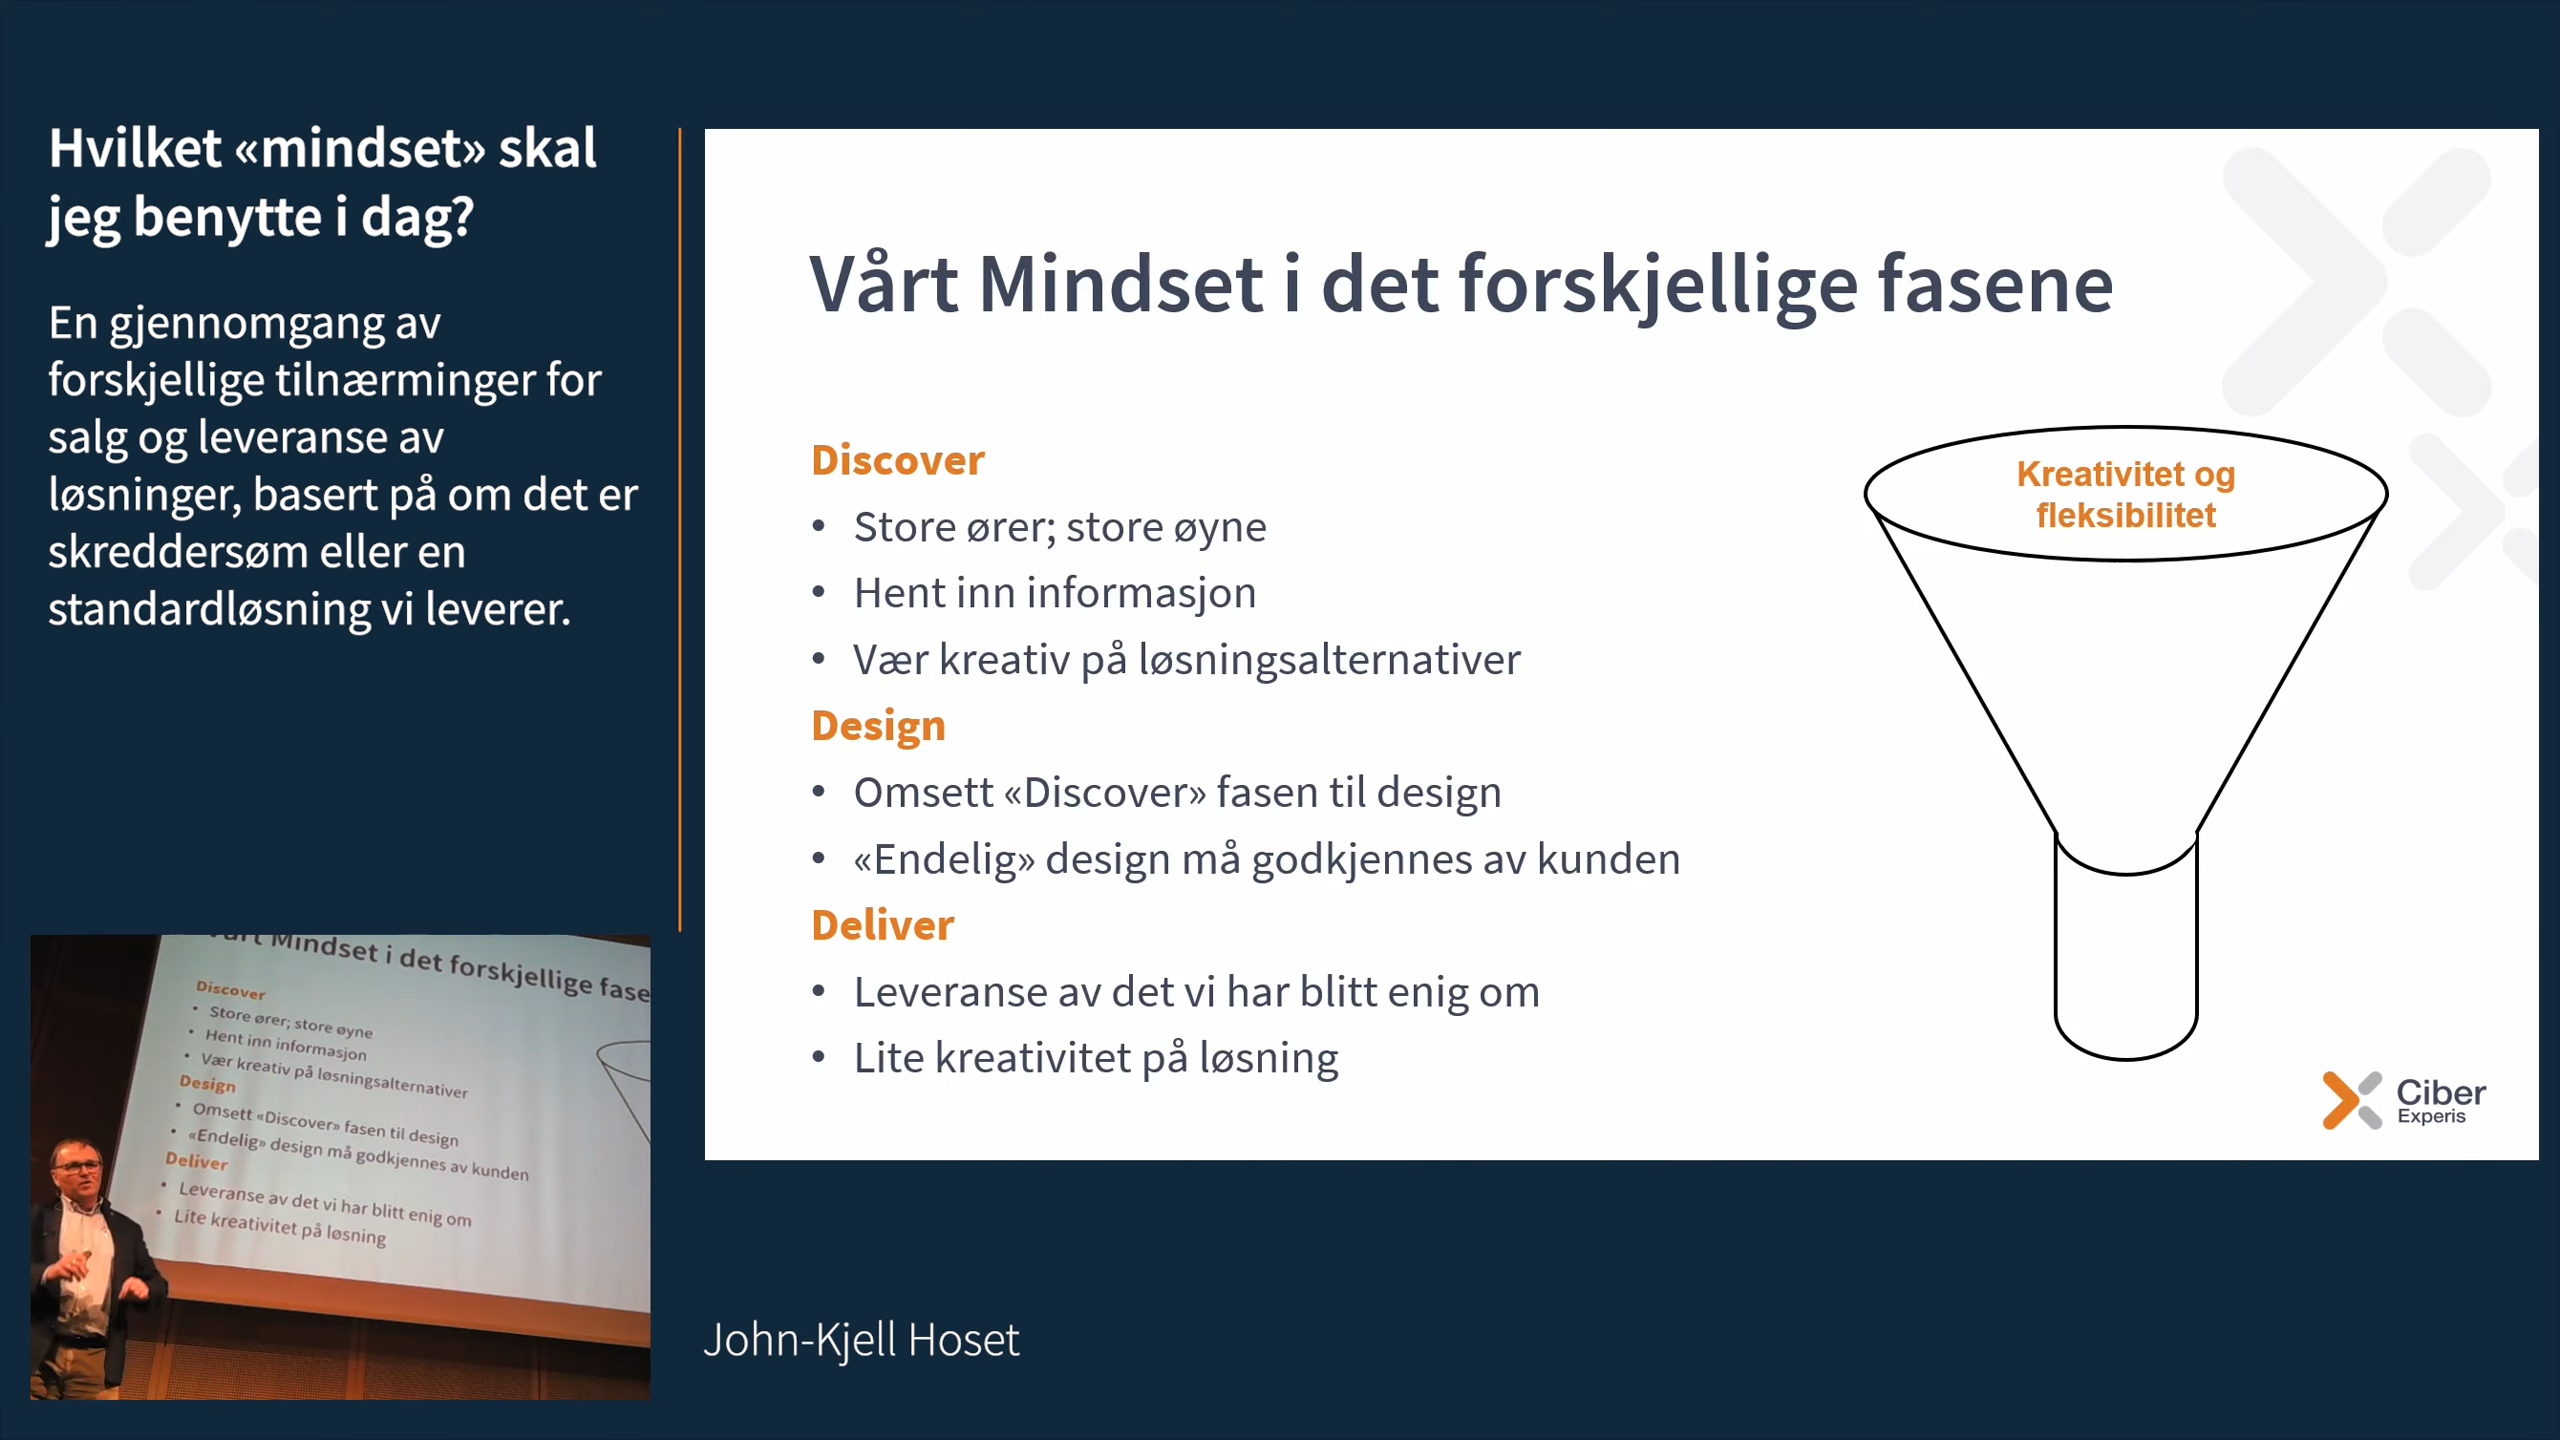 Hvilket «mindset» skal
jeg benytte i dag?
En gjennomgang av
forskjellige tilnærminger for
salg og leveranse av
løsninger, basert på om det er
skreddersøm eller en
standardløsning vi leverer.
Vårt Mindset i det forskjellige fasene
Discover
• Store ører; store øyne
• Hent inn informasjon
• Vær kreativ på løsningsalternativer
Design
• Omsett «Discover» fasen til design
• «Endelig» design må godkjennes av kunden
Deliver
• Leveranse av det vi har blitt enig om
• Lite kreativitet på løsning
Kreativitet og
fleksibilitet
Ciber
Experis
Vårt Mindset i det forskjellige fase
Discover
• Store ører; store øyne
• Hent inn informasjon
• Vær kreativ på løsningsalternativer
Design
• Omsett «Discover» fasen til design
• «Endelig» design må godkjennes av kunden
Deliver
• Leveranse av det vi har blitt enig om
• Lite kreativitet på løsning
John-Kjell Hoset